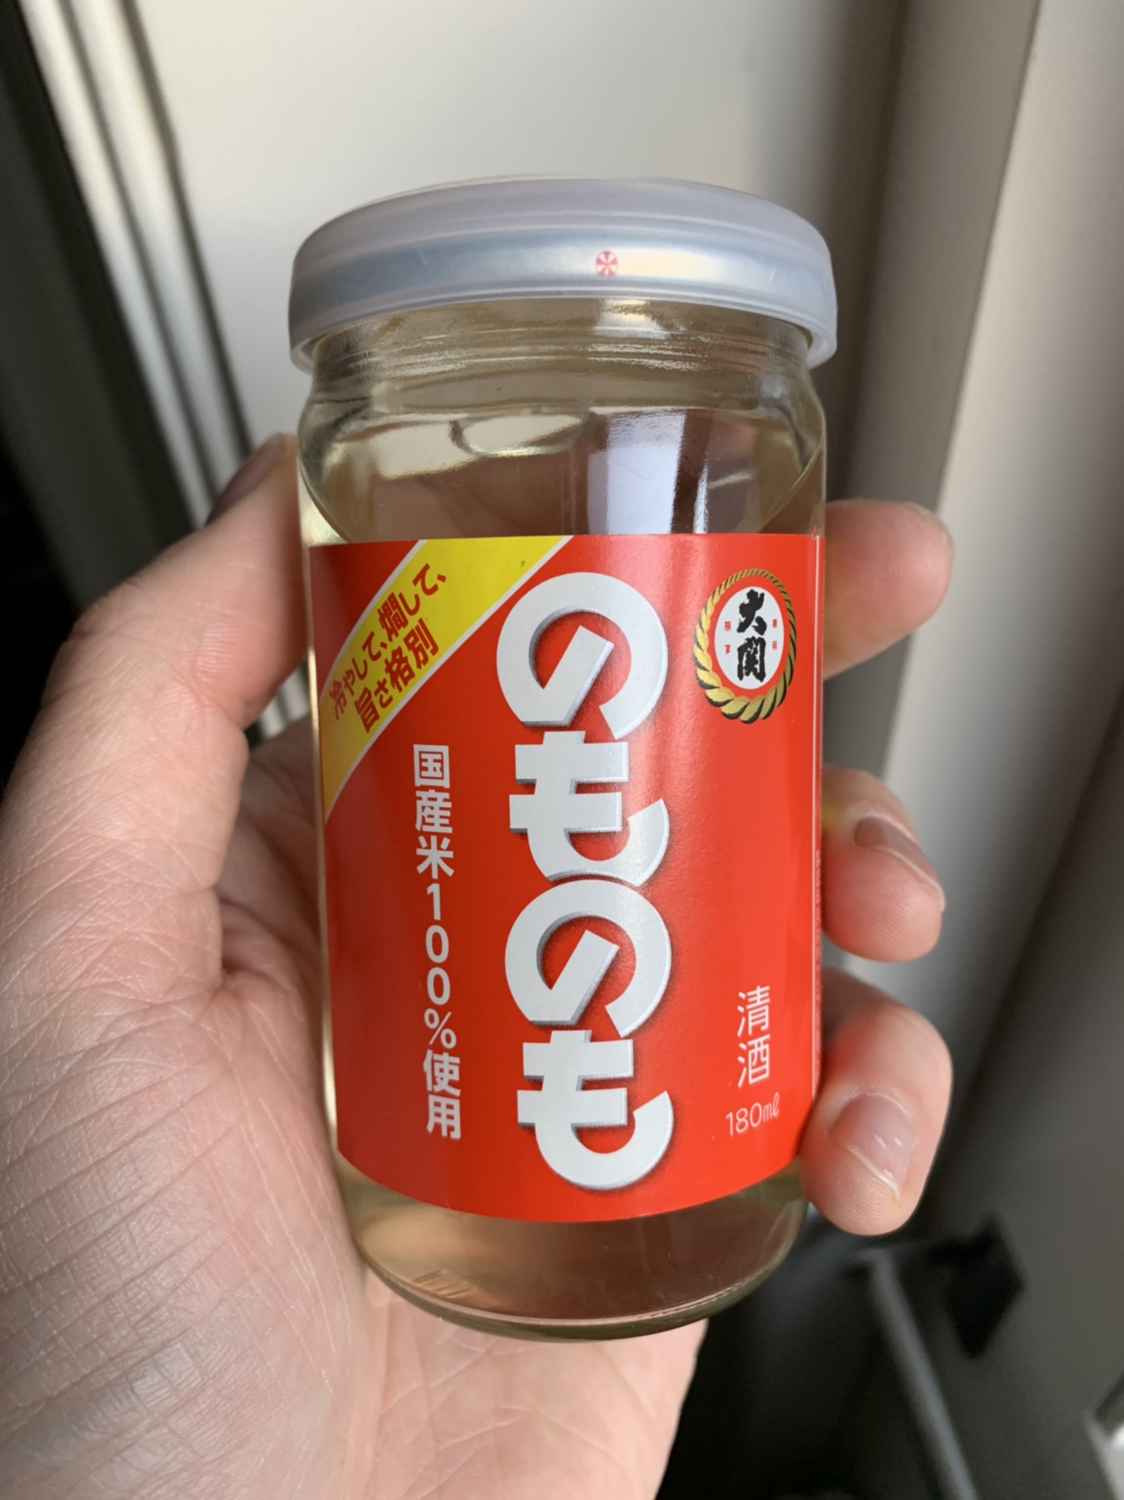 冷やして、燗して、
旨さ格別
のものも
国産米100%使用
大関
清酒
180ml